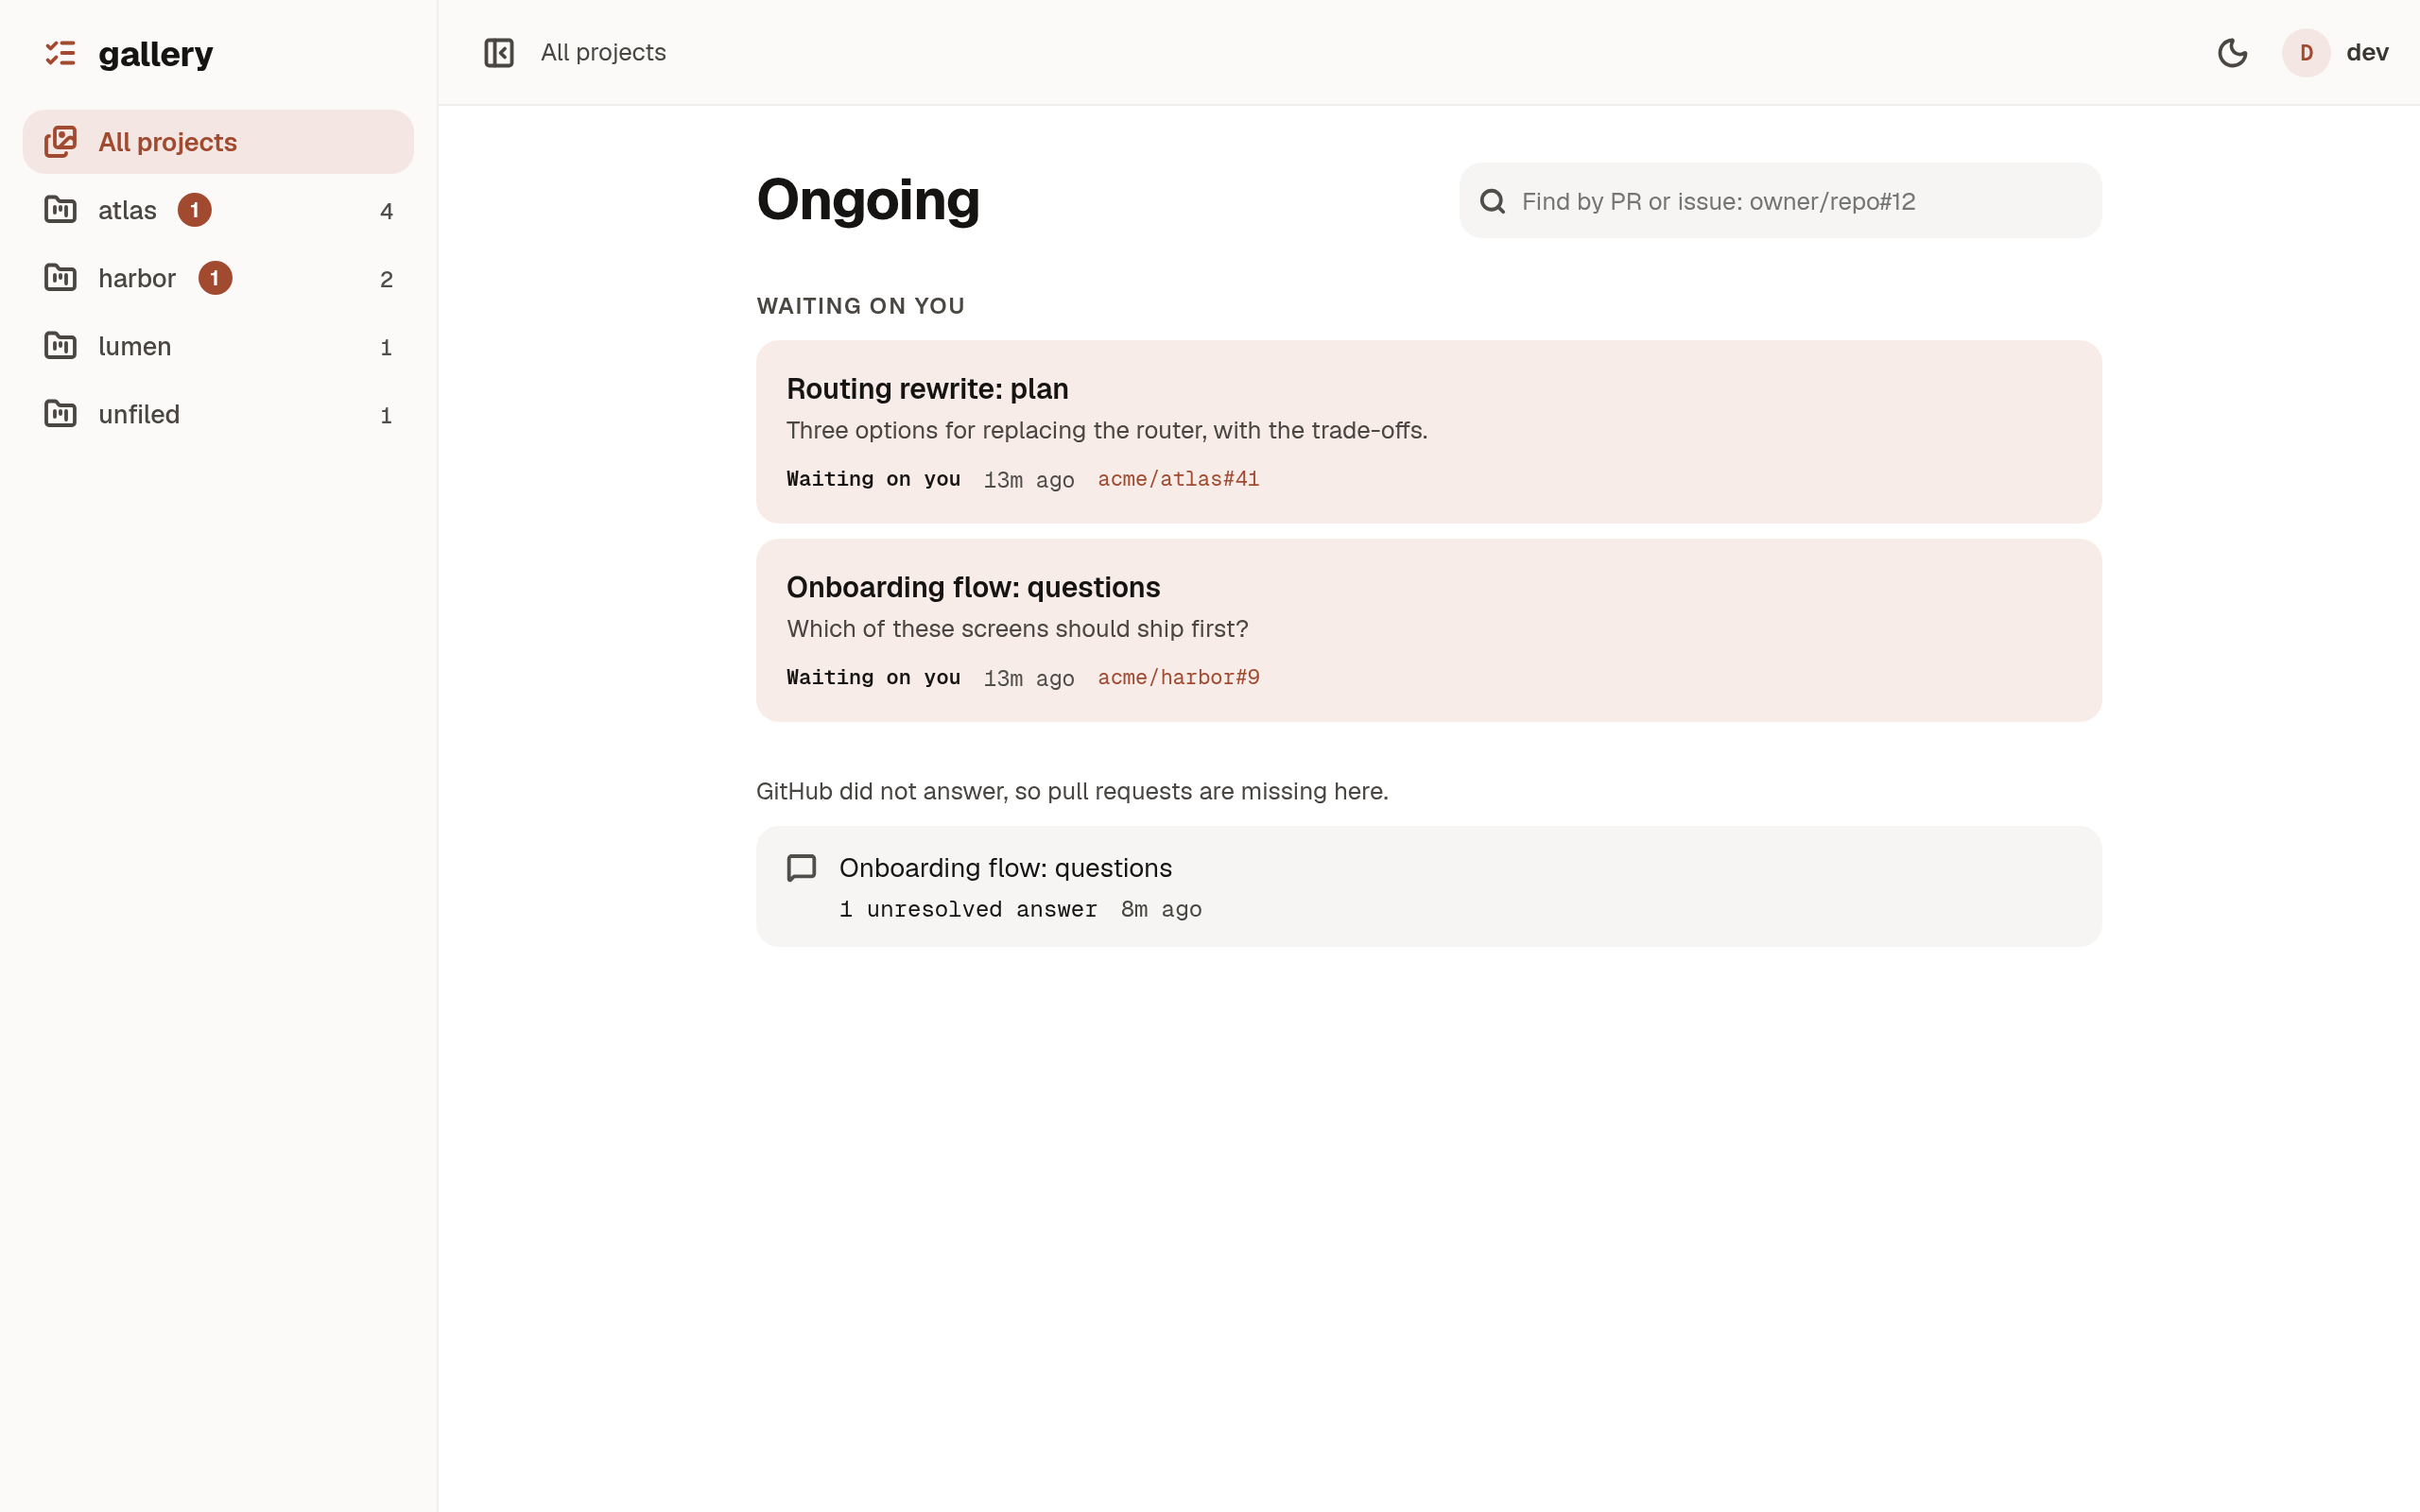 gallery
All projects
atlas 1 4
harbor 1 2
lumen 1
unfiled 1
All projects
D dev
Ongoing
Find by PR or issue: owner/repo#12
WAITING ON YOU
Routing rewrite: plan
Three options for replacing the router, with the trade-offs.
Waiting on you 13m ago acme/atlas#41
Onboarding flow: questions
Which of these screens should ship first?
Waiting on you 13m ago acme/harbor#9
GitHub did not answer, so pull requests are missing here.
Onboarding flow: questions
1 unresolved answer 8m ago